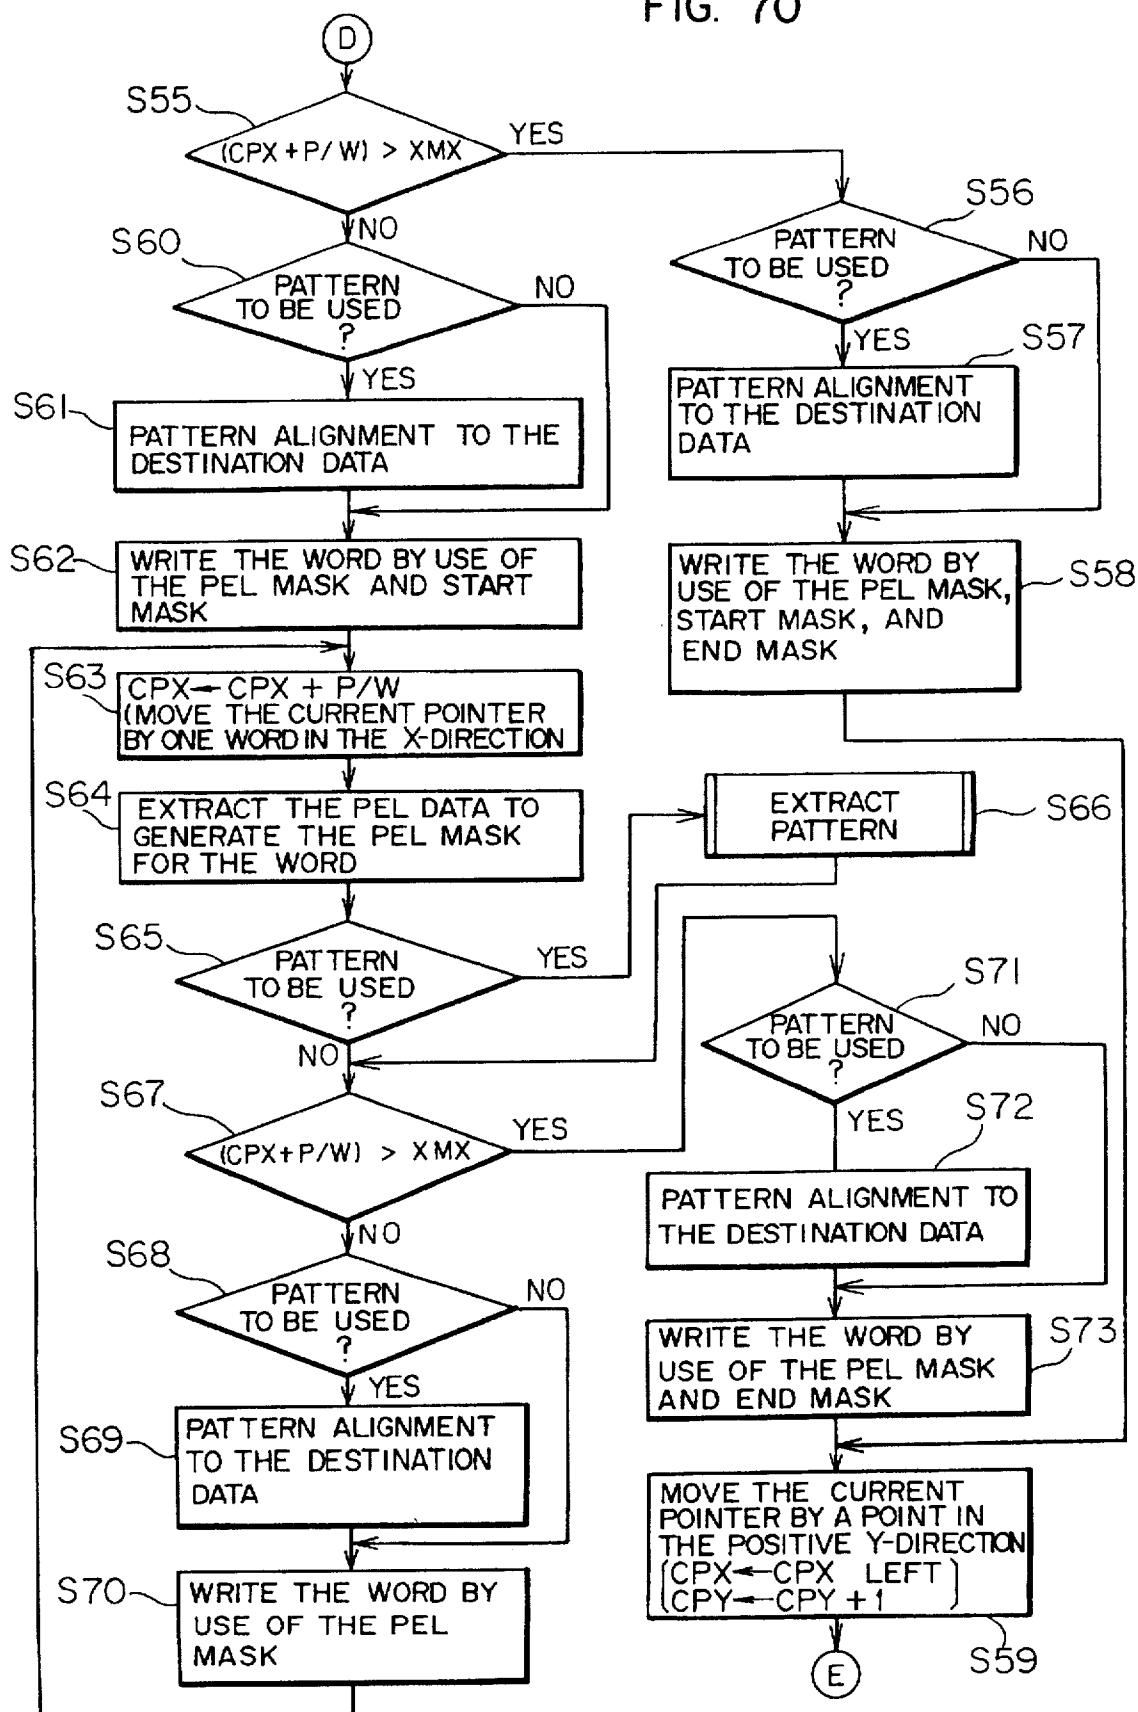 FIG. 70
D
S55
(CPX + P/W) > XMX
YES
NO
S56
PATTERN
TO BE USED
?
NO
YES
S60
PATTERN
TO BE USED
?
NO
YES
S57
PATTERN ALIGNMENT
TO THE DESTINATION
DATA
S61
PATTERN ALIGNMENT TO THE
DESTINATION DATA
S62
WRITE THE WORD BY USE OF
THE PEL MASK AND START
MASK
S58
WRITE THE WORD BY
USE OF THE PEL MASK,
START MASK, AND
END MASK
S63
CPX← CPX + P/W
(MOVE THE CURRENT POINTER
BY ONE WORD IN THE X-DIRECTION
S64
EXTRACT THE PEL DATA TO
GENERATE THE PEL MASK
FOR THE WORD
S66
EXTRACT
PATTERN
S65
PATTERN
TO BE USED
?
YES
NO
S71
PATTERN
TO BE USED
?
NO
YES
S67
(CPX+P/W) > XMX
YES
NO
S72
PATTERN ALIGNMENT TO
THE DESTINATION DATA
S68
PATTERN
TO BE USED
?
NO
YES
S73
WRITE THE WORD BY
USE OF THE PEL MASK
AND END MASK
S69
PATTERN ALIGNMENT
TO THE DESTINATION
DATA
S70
WRITE THE WORD BY
USE OF THE PEL
MASK
MOVE THE CURRENT
POINTER BY A POINT IN
THE POSITIVE Y-DIRECTION
(CPX←CPX LEFT)
(CPY←CPY +1)
S59
E